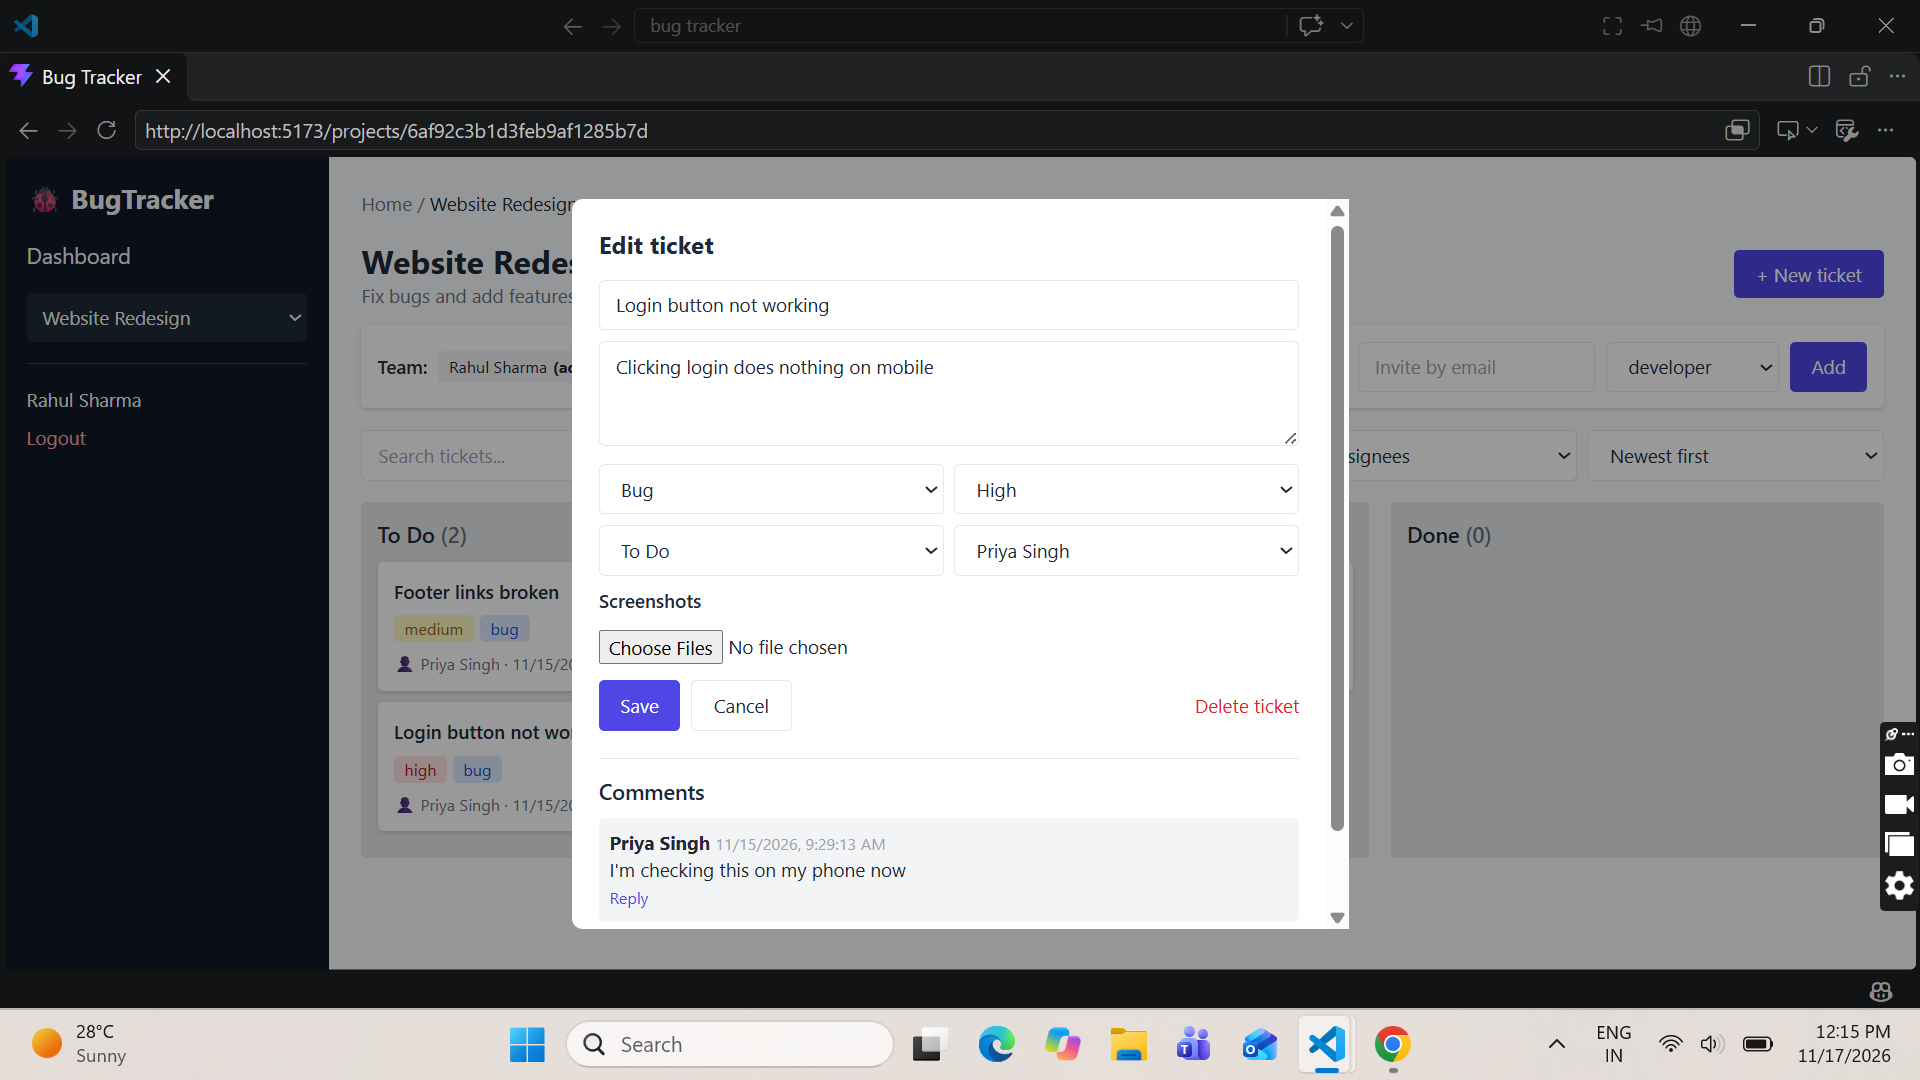 bug tracker
Bug Tracker
http://localhost:5173/projects/6af92c3b1d3feb9af1285b7d
BugTracker
Dashboard
Website Redesign
Rahul Sharma
Logout
Home / Website Redesign
Website Redes
Fix bugs and add features
+ New ticket
Team: Rahul Sharma (ad
Invite by email
developer
Add
Search tickets...
signees
Newest first
To Do (2)
Footer links broken
medium bug
Priya Singh · 11/15/20
Login button not wo
high bug
Priya Singh · 11/15/20
Done (0)
Edit ticket
Login button not working
Clicking login does nothing on mobile
Bug
High
To Do
Priya Singh
Screenshots
Choose Files No file chosen
Save
Cancel
Delete ticket
Comments
Priya Singh 11/15/2026, 9:29:13 AM
I'm checking this on my phone now
Reply
28°C
Sunny
Search
ENG
IN
12:15 PM
11/17/2026